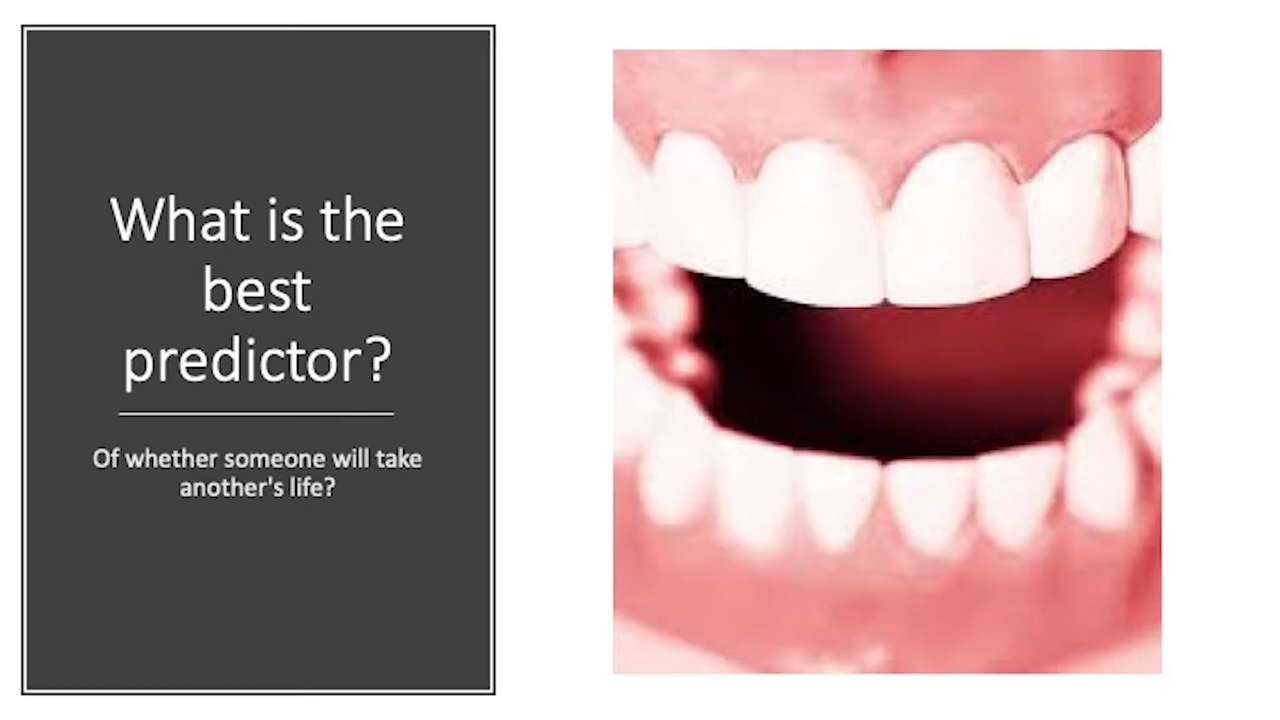 What is the
best
predictor?
Of whether someone will take
another's life?